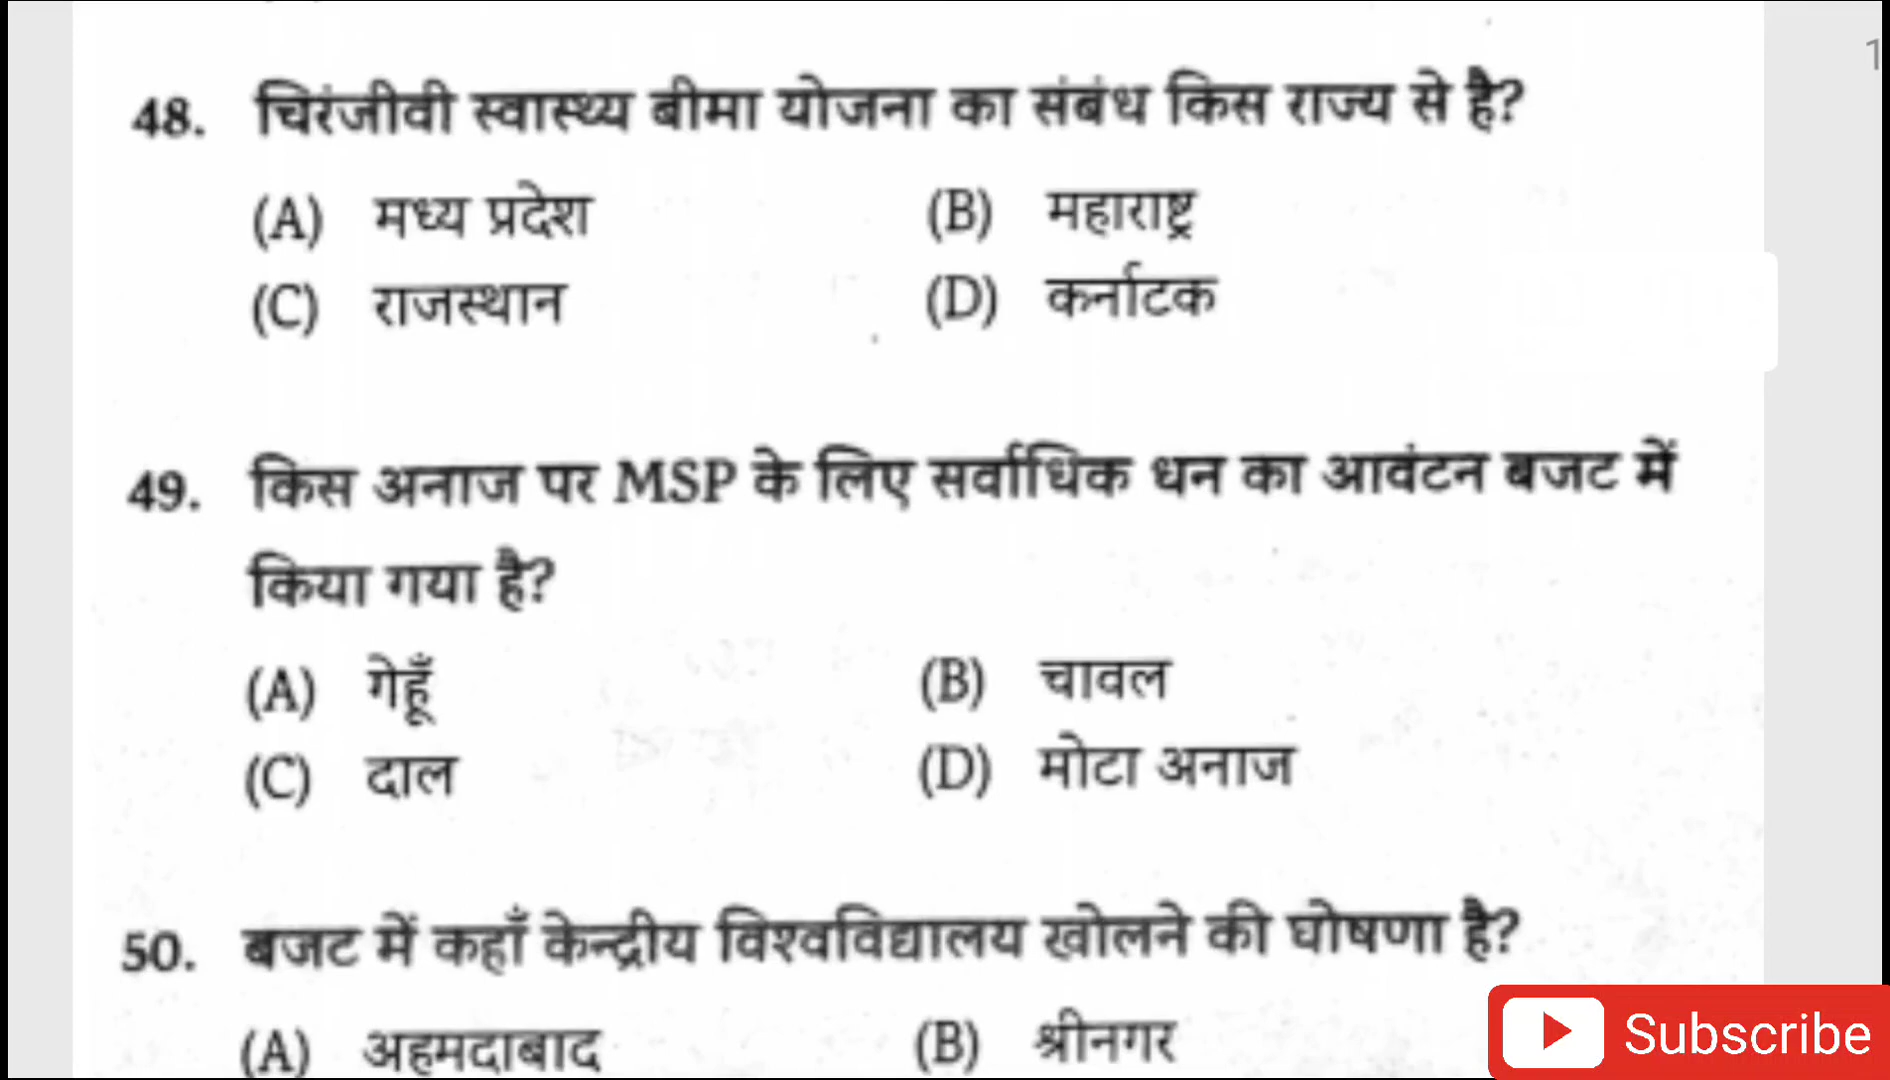 1
48. चिरंजीवी स्वास्थ्य बीमा योजना का संबंध किस राज्य से है?
(A) मध्य प्रदेश (B) महाराष्ट्र
(C) राजस्थान (D) कर्नाटक
49. किस अनाज पर MSP के लिए सर्वाधिक धन का आवंटन बजट में
किया गया है?
(A) गेहूँ (B) चावल
(C) दाल (D) मोटा अनाज
50. बजट में कहाँ केन्द्रीय विश्वविद्यालय खोलने की घोषणा है?
(A) अहमदाबाद (B) श्रीनगर
Subscribe